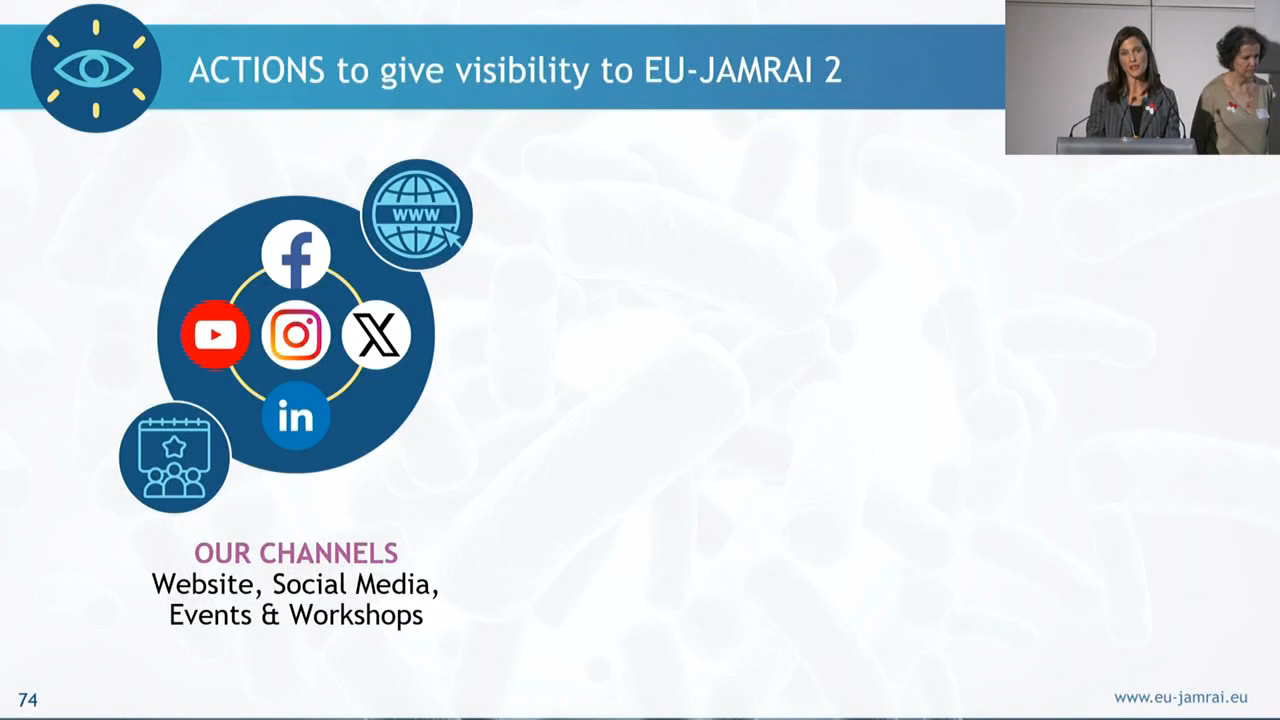 ACTIONS to give visibility to EU-JAMRAI 2
WWW
in
OUR CHANNELS
Website, Social Media,
Events & Workshops
74
www.eu-jamrai.eu